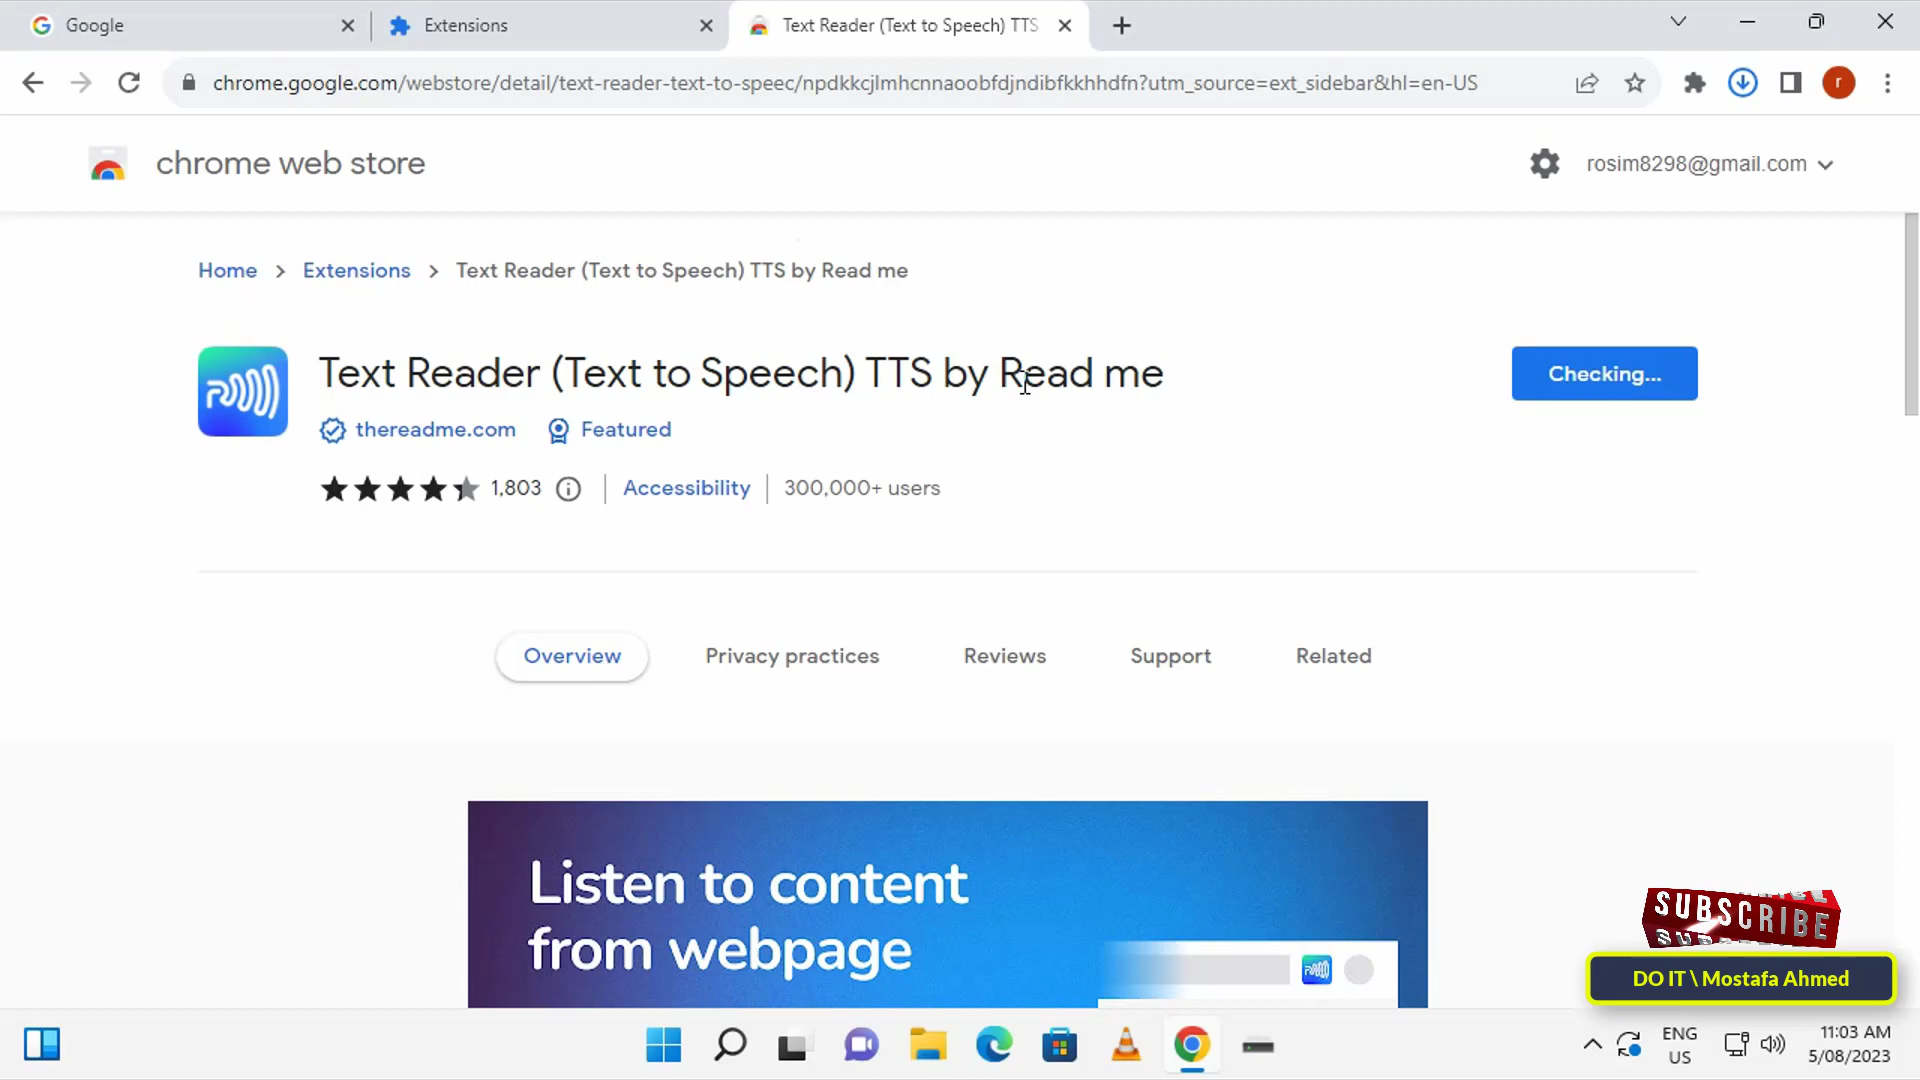 Google
Extensions
Text Reader (Text to Speech) TTS
chrome.google.com/webstore/detail/text-reader-text-to-speec/npdkkcjlmhcnnaoobfdjndibfkkhhdfn?utm_source=ext_sidebar&hl=en-US
r
chrome web store
rosim8298@gmail.com
Home > Extensions > Text Reader (Text to Speech) TTS by Read me
Text Reader (Text to Speech) TTS by Read me
Checking...
thereadme.com Featured
1,803 Accessibility 300,000+ users
Overview Privacy practices Reviews Support Related
Listen to content
from webpage
SUBSCRIBE
DO IT \ Mostafa Ahmed
ENG
US
11:03 AM
5/08/2023